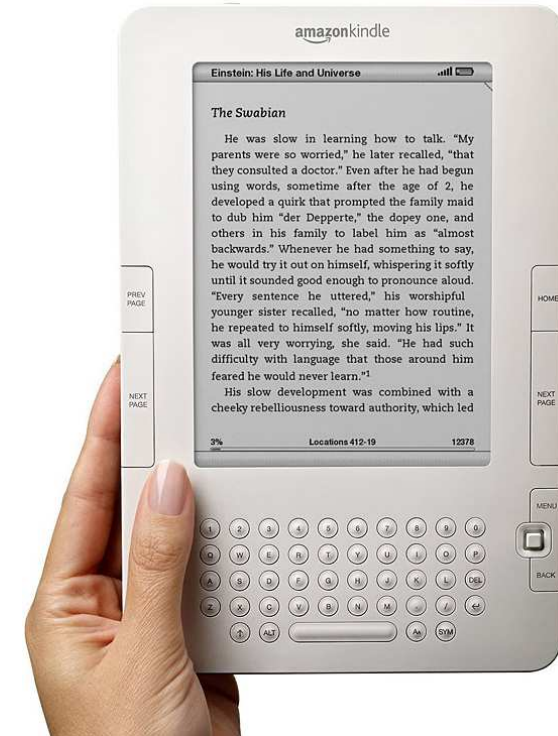 amazonkindle
Einstein: His Life and Universe
The Swabian
He was slow in learning how to talk. “My
parents were so worried,” he later recalled, “that
they consulted a doctor.” Even after he had begun
using words, sometime after the age of 2, he
developed a quirk that prompted the family maid
to dub him “der Depperte,” the dopey one, and
others in his family to label him as “almost
backwards.” Whenever he had something to say,
he would try it out on himself, whispering it softly
until it sounded good enough to pronounce aloud.
“Every sentence he uttered,” his worshipful
younger sister recalled, “no matter how routine,
he repeated to himself softly, moving his lips.” It
was all very worrying, she said. “He had such
difficulty with language that those around him
feared he would never learn.”1
His slow development was combined with a
cheeky rebelliousness toward authority, which led
3% Locations 412-19 12378
PREV
PAGE
NEXT
PAGE
HOME
NEXT
PAGE
MENU
BACK
1 2 3 4 5 6 7 8 9 0
Q W E R T Y U I O P
A S D F G H J K L DEL
Z X C V B N M . /
ALT Aa SYM